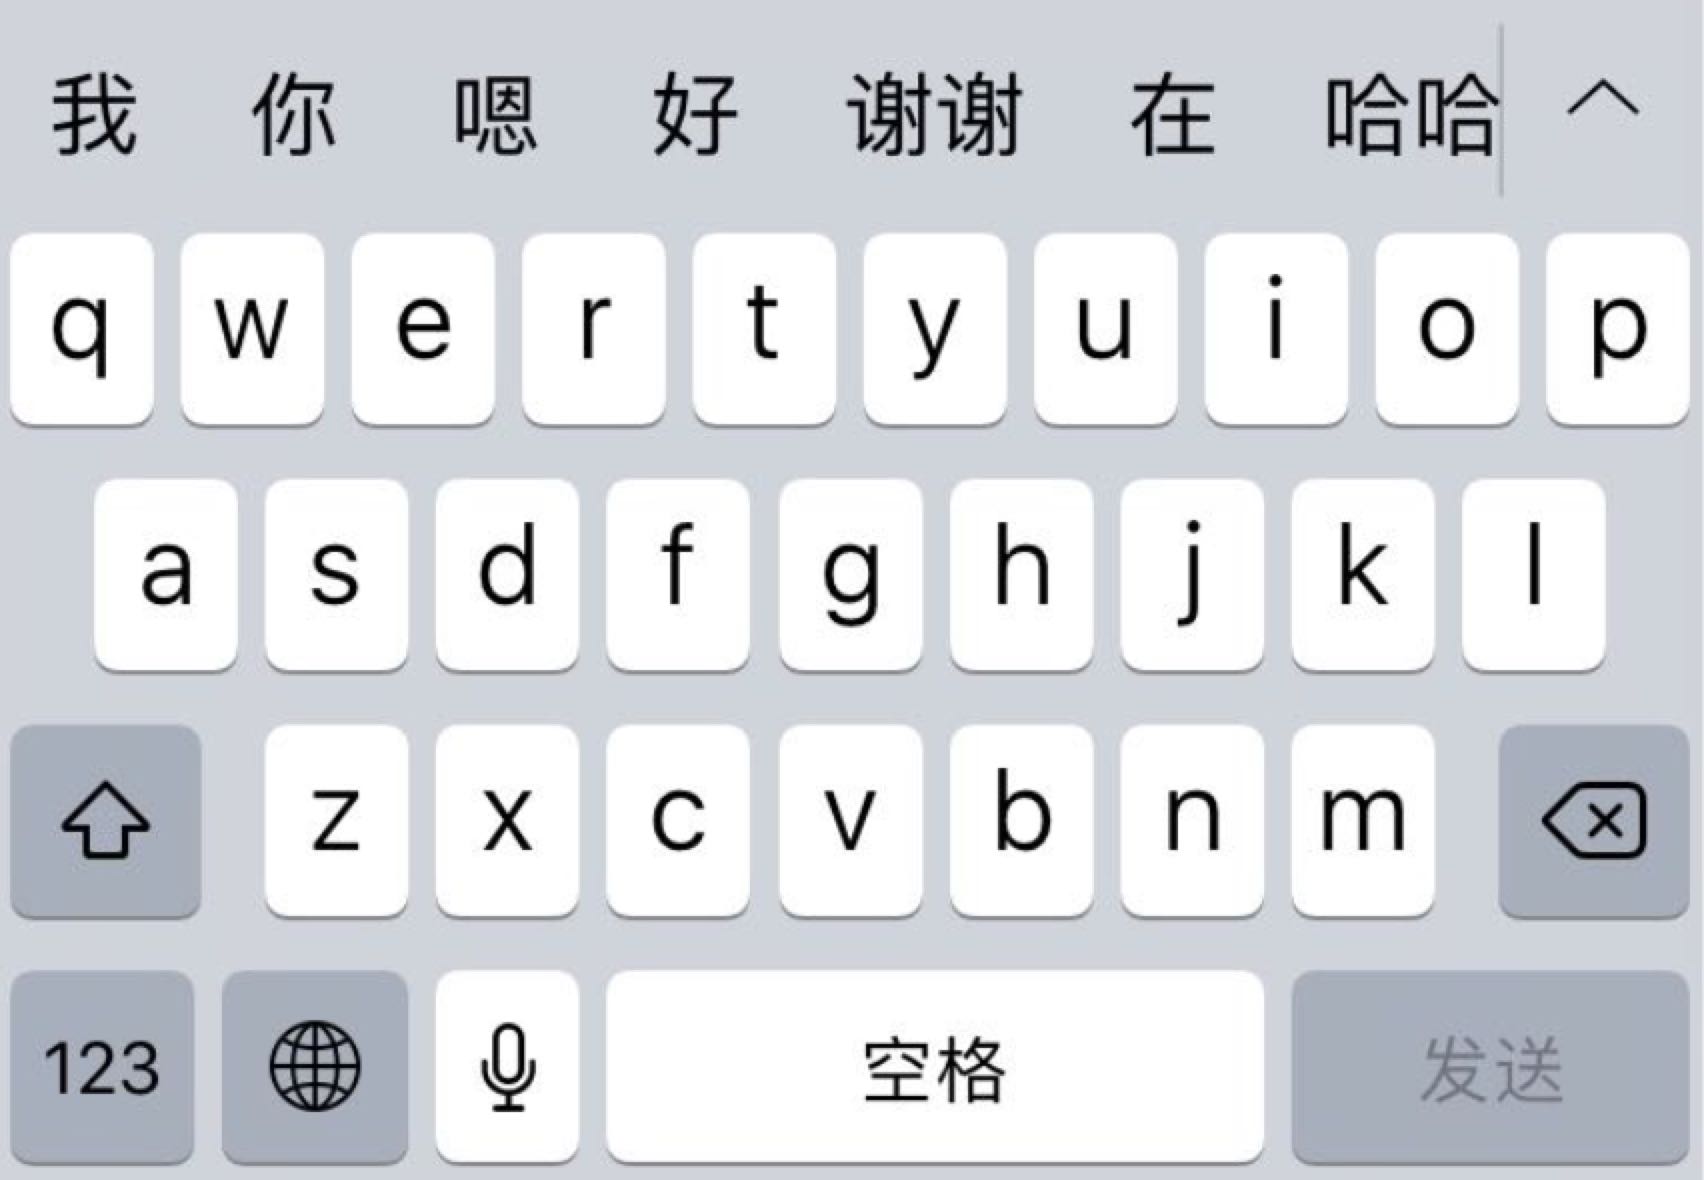 我 你 嗯 好 谢谢 在 哈哈
q w e r t y u i o p
a s d f g h j k l
z x c v b n m
123 空格 发送